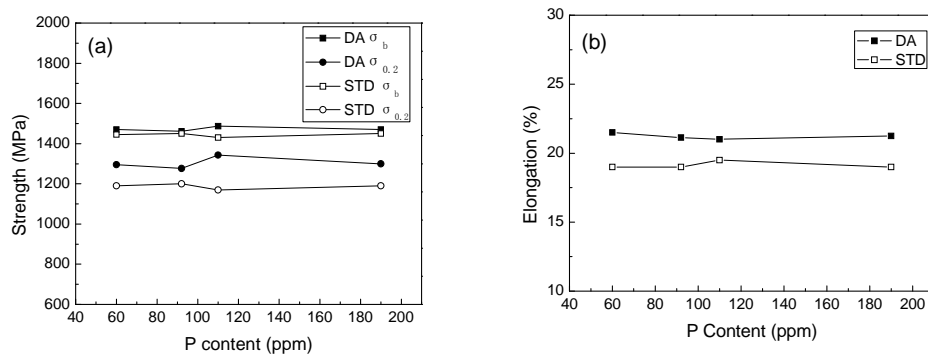 (a)
DA σb
DA σ0.2
STD σb
STD σ0.2
2000
1800
1600
1400
1200
1000
800
600
Strength (MPa)
40 60 80 100 120 140 160 180 200
P content (ppm)
(b)
DA
STD
30
25
20
15
10
Elongation (%)
40 60 80 100 120 140 160 180 200
P Content (ppm)